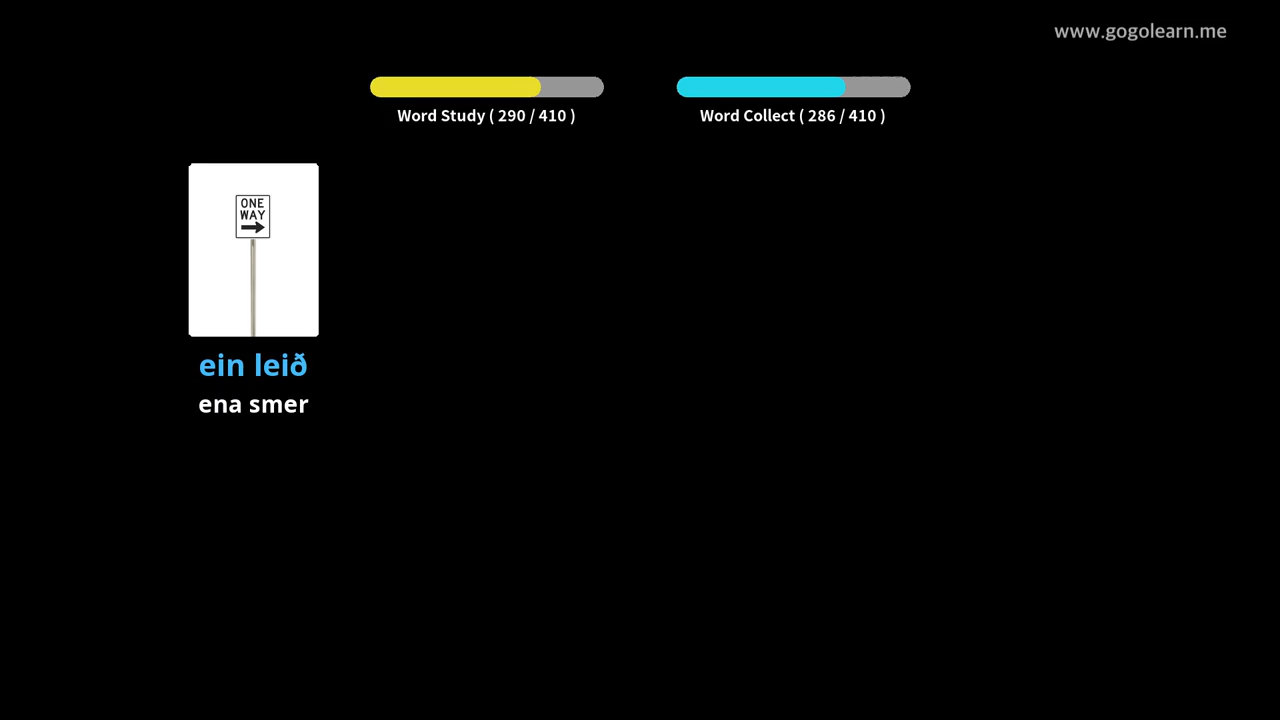 www.gogolearn.me
Word Study ( 290 / 410 )
Word Collect ( 286 / 410 )
ONE
WAY
ein leið
ena smer